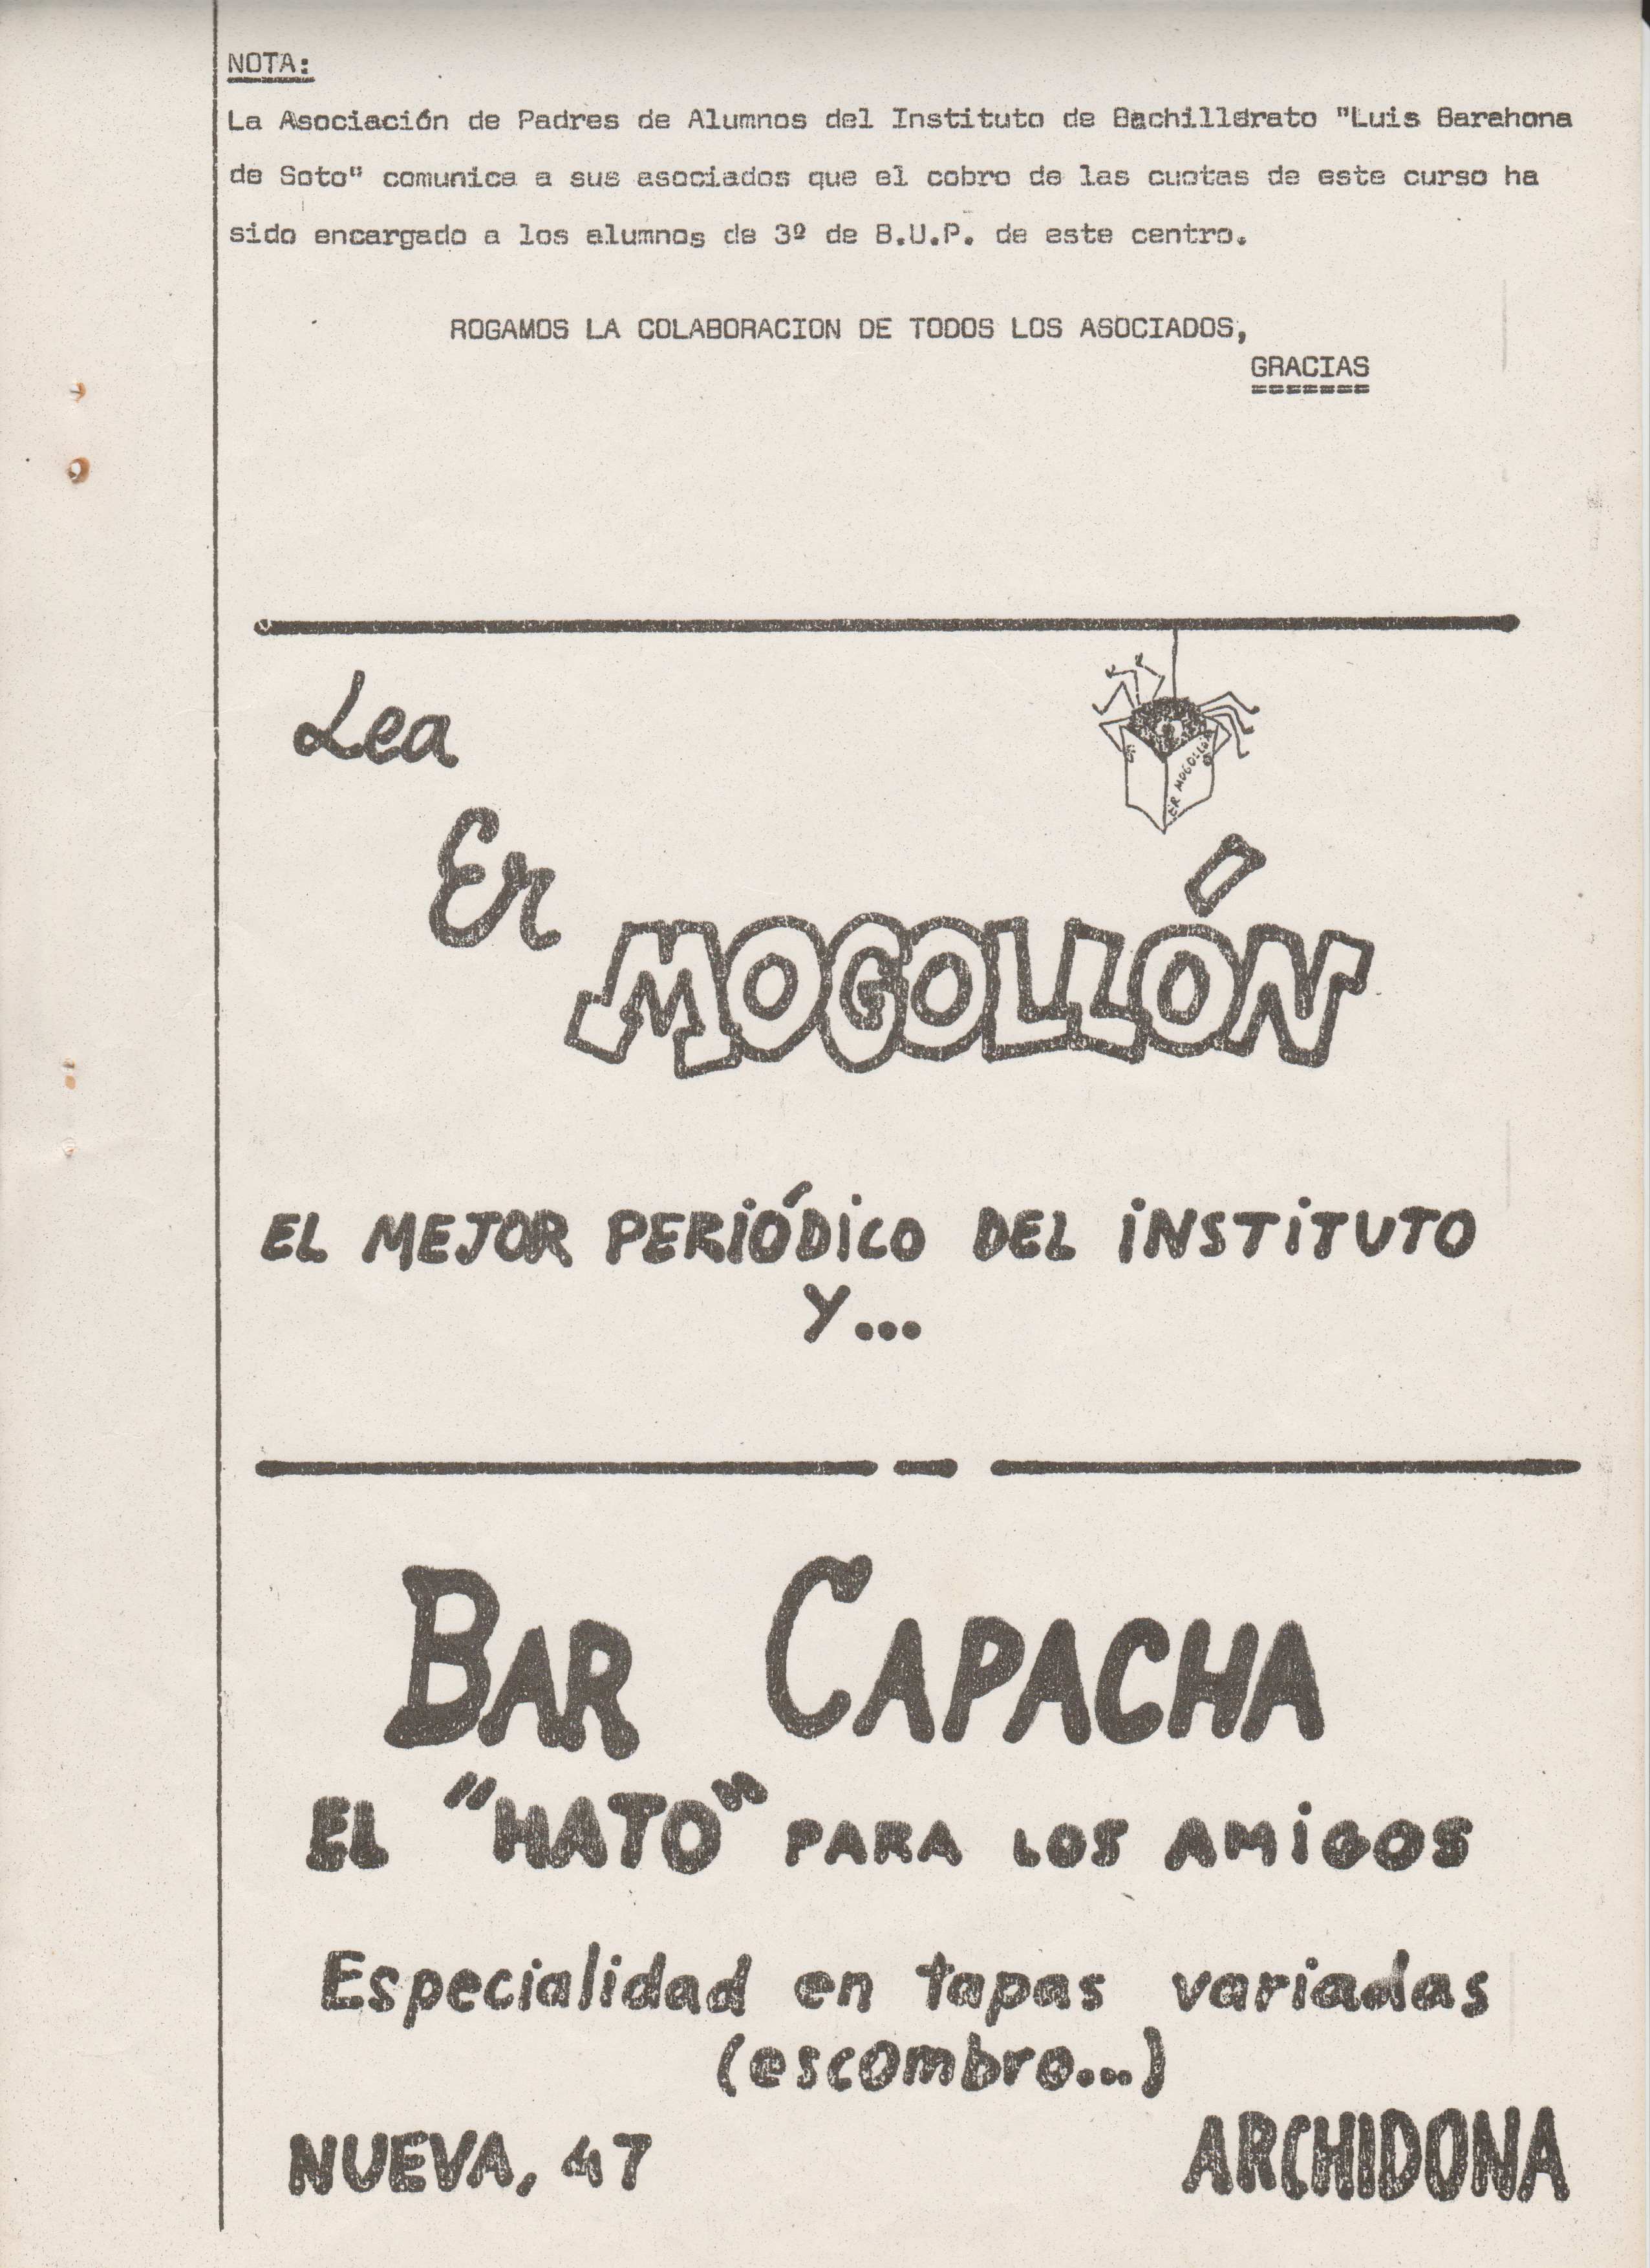 NOTA:
La Asociación de Padres de Alumnos del Instituto de Bachillerato "Luis Barahona
de Soto" comunica a sus asociados que el cobro de las cuotas de este curso ha
sido encargado a los alumnos de 3º de B.U.P. de este centro.
ROGAMOS LA COLABORACION DE TODOS LOS ASOCIADOS,
GRACIAS
=======
Lea
ER MOGOLLÓN
Er
MOGOLLÓN
EL MEJOR PERIÓDICO DEL INSTITUTO
Y...
BAR CAPACHA
EL "HATO" PARA LOS AMIGOS
Especialidad en tapas variadas
(escombro...)
NUEVA, 47
ARCHIDONA